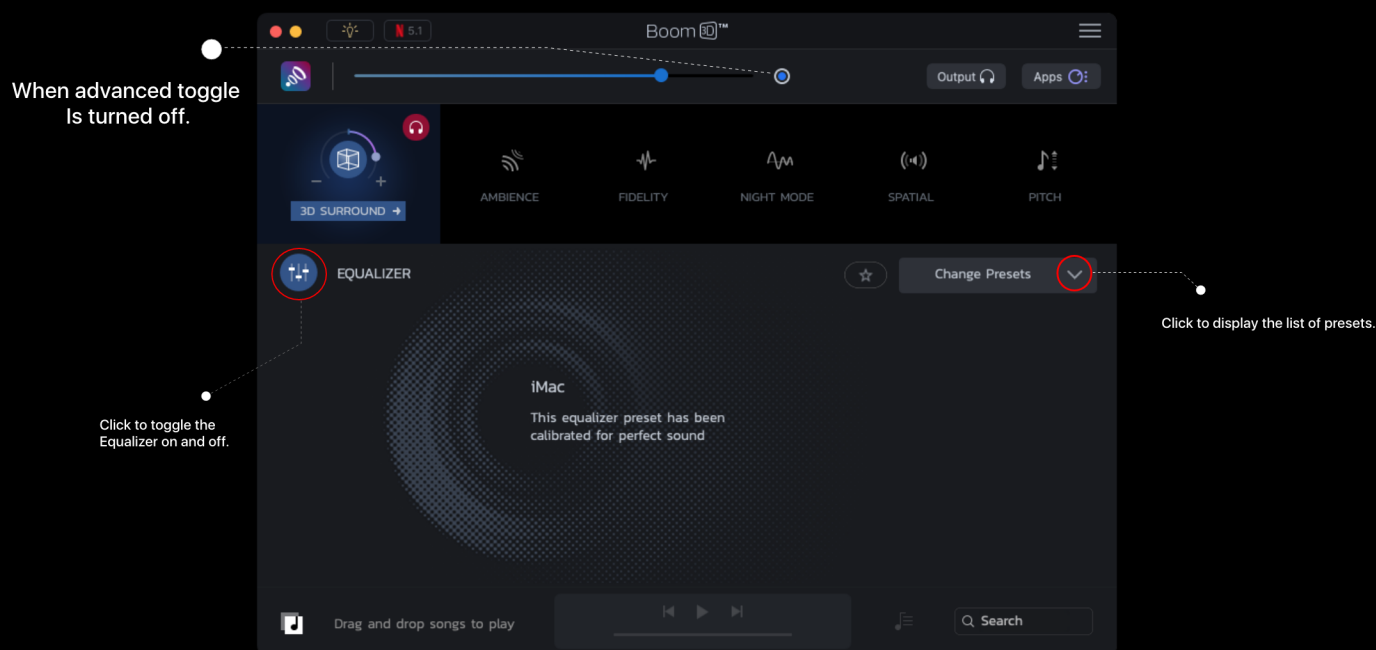 5.1
Boom 3D™
When advanced toggle
Is turned off.
Output
Apps
3D SURROUND
AMBIENCE
FIDELITY
NIGHT MODE
SPATIAL
PITCH
EQUALIZER
Change Presets
Click to display the list of presets.
iMac
This equalizer preset has been
calibrated for perfect sound
Click to toggle the
Equalizer on and off.
Drag and drop songs to play
Search